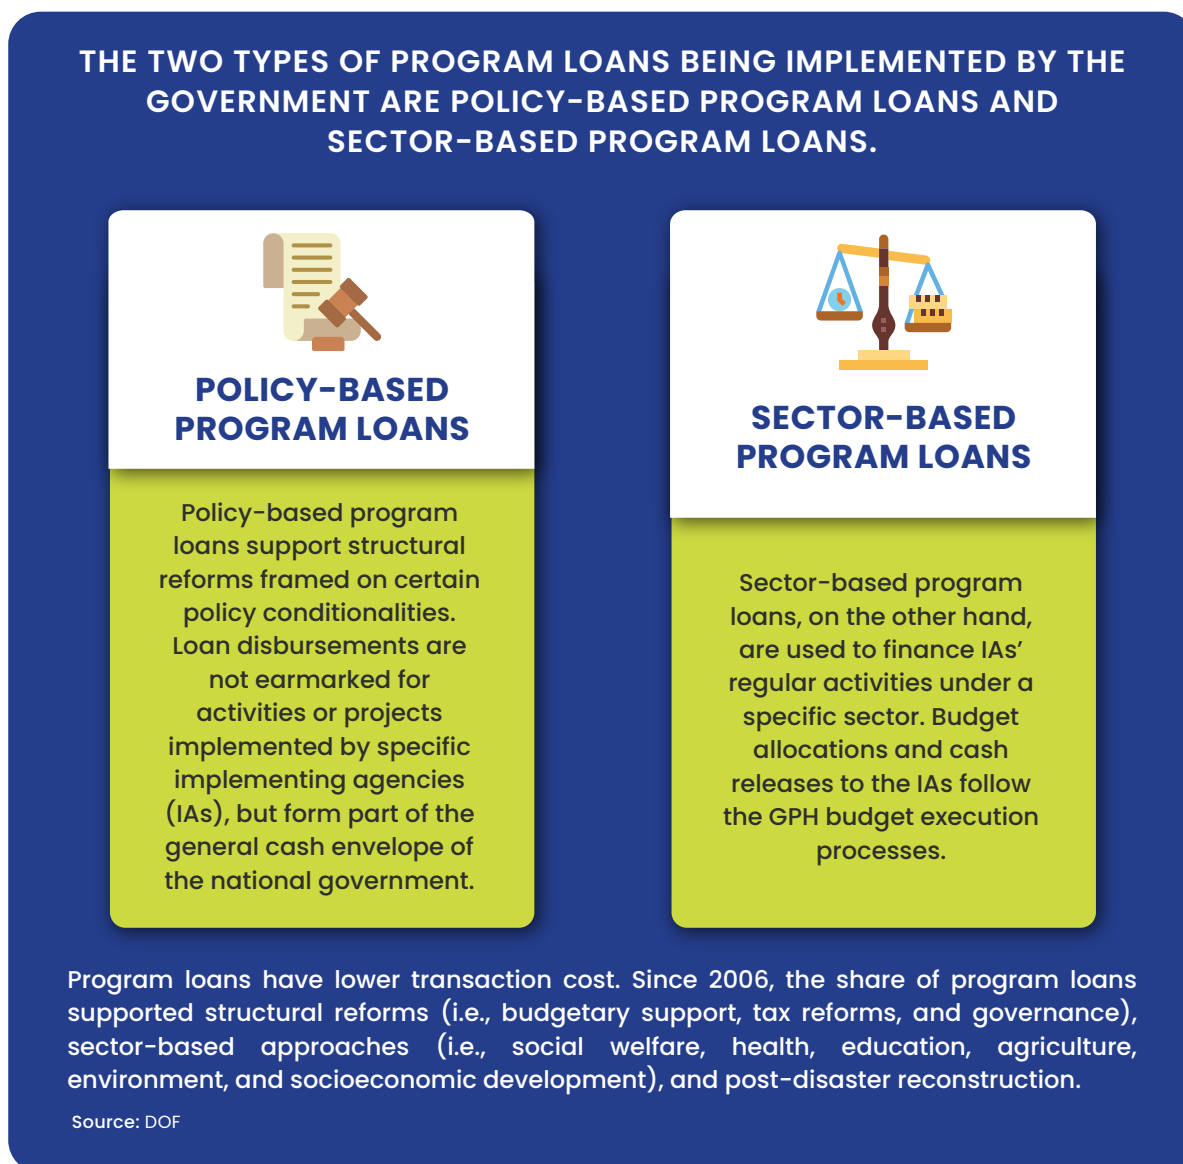 THE TWO TYPES OF PROGRAM LOANS BEING IMPLEMENTED BY THE
GOVERNMENT ARE POLICY-BASED PROGRAM LOANS AND
SECTOR-BASED PROGRAM LOANS.
POLICY-BASED
PROGRAM LOANS
Policy-based program
loans support structural
reforms framed on certain
policy conditionalities.
Loan disbursements are
not earmarked for
activities or projects
implemented by specific
implementing agencies
(IAs), but form part of the
general cash envelope of
the national government.
SECTOR-BASED
PROGRAM LOANS
Sector-based program
loans, on the other hand,
are used to finance IAs’
regular activities under a
specific sector. Budget
allocations and cash
releases to the IAs follow
the GPH budget execution
processes.
Program loans have lower transaction cost. Since 2006, the share of program loans
supported structural reforms (i.e., budgetary support, tax reforms, and governance),
sector-based approaches (i.e., social welfare, health, education, agriculture,
environment, and socioeconomic development), and post-disaster reconstruction.
Source: DOF